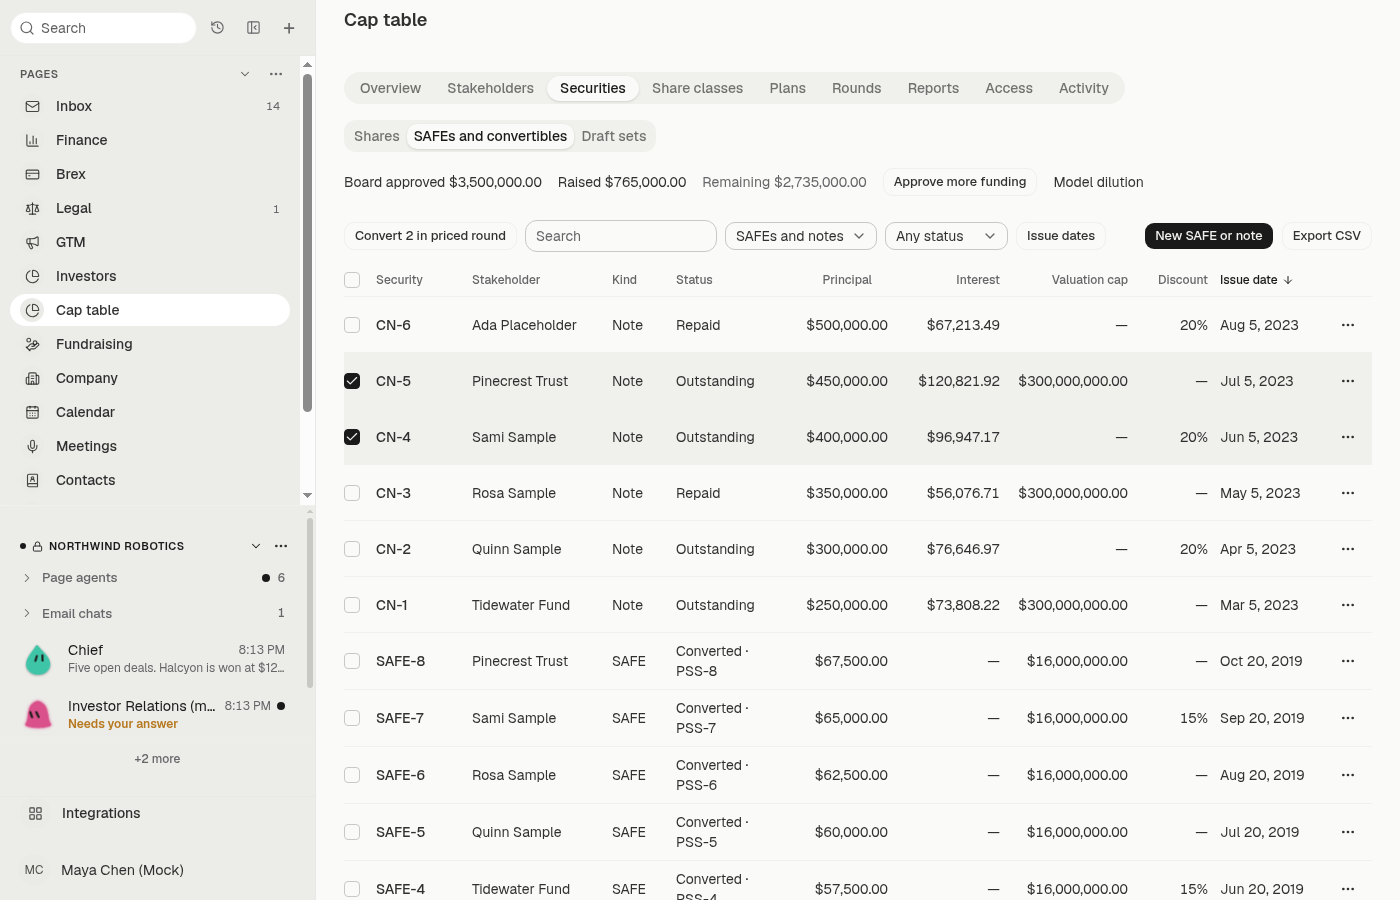 Search
PAGES
Inbox 14
Finance
Brex
Legal 1
GTM
Investors
Cap table
Fundraising
Company
Calendar
Meetings
Contacts
NORTHWIND ROBOTICS
Page agents 6
Email chats 1
Chief 8:13 PM
Five open deals. Halcyon is won at $12...
Investor Relations (m... 8:13 PM
Needs your answer
+2 more
Integrations
MC Maya Chen (Mock)
Cap table
Overview Stakeholders Securities Share classes Plans Rounds Reports Access Activity
Shares SAFEs and convertibles Draft sets
Board approved $3,500,000.00 Raised $765,000.00 Remaining $2,735,000.00 Approve more funding Model dilution
Convert 2 in priced round Search SAFEs and notes Any status Issue dates New SAFE or note Export CSV
Security Stakeholder Kind Status Principal Interest Valuation cap Discount Issue date ↓
CN-6 Ada Placeholder Note Repaid $500,000.00 $67,213.49 — 20% Aug 5, 2023
CN-5 Pinecrest Trust Note Outstanding $450,000.00 $120,821.92 $300,000,000.00 — Jul 5, 2023
CN-4 Sami Sample Note Outstanding $400,000.00 $96,947.17 — 20% Jun 5, 2023
CN-3 Rosa Sample Note Repaid $350,000.00 $56,076.71 $300,000,000.00 — May 5, 2023
CN-2 Quinn Sample Note Outstanding $300,000.00 $76,646.97 — 20% Apr 5, 2023
CN-1 Tidewater Fund Note Outstanding $250,000.00 $73,808.22 $300,000,000.00 — Mar 5, 2023
SAFE-8 Pinecrest Trust SAFE Converted · PSS-8 $67,500.00 — $16,000,000.00 — Oct 20, 2019
SAFE-7 Sami Sample SAFE Converted · PSS-7 $65,000.00 — $16,000,000.00 15% Sep 20, 2019
SAFE-6 Rosa Sample SAFE Converted · PSS-6 $62,500.00 — $16,000,000.00 — Aug 20, 2019
SAFE-5 Quinn Sample SAFE Converted · PSS-5 $60,000.00 — $16,000,000.00 — Jul 20, 2019
SAFE-4 Tidewater Fund SAFE Converted · PSS-4 $57,500.00 — $16,000,000.00 15% Jun 20, 2019